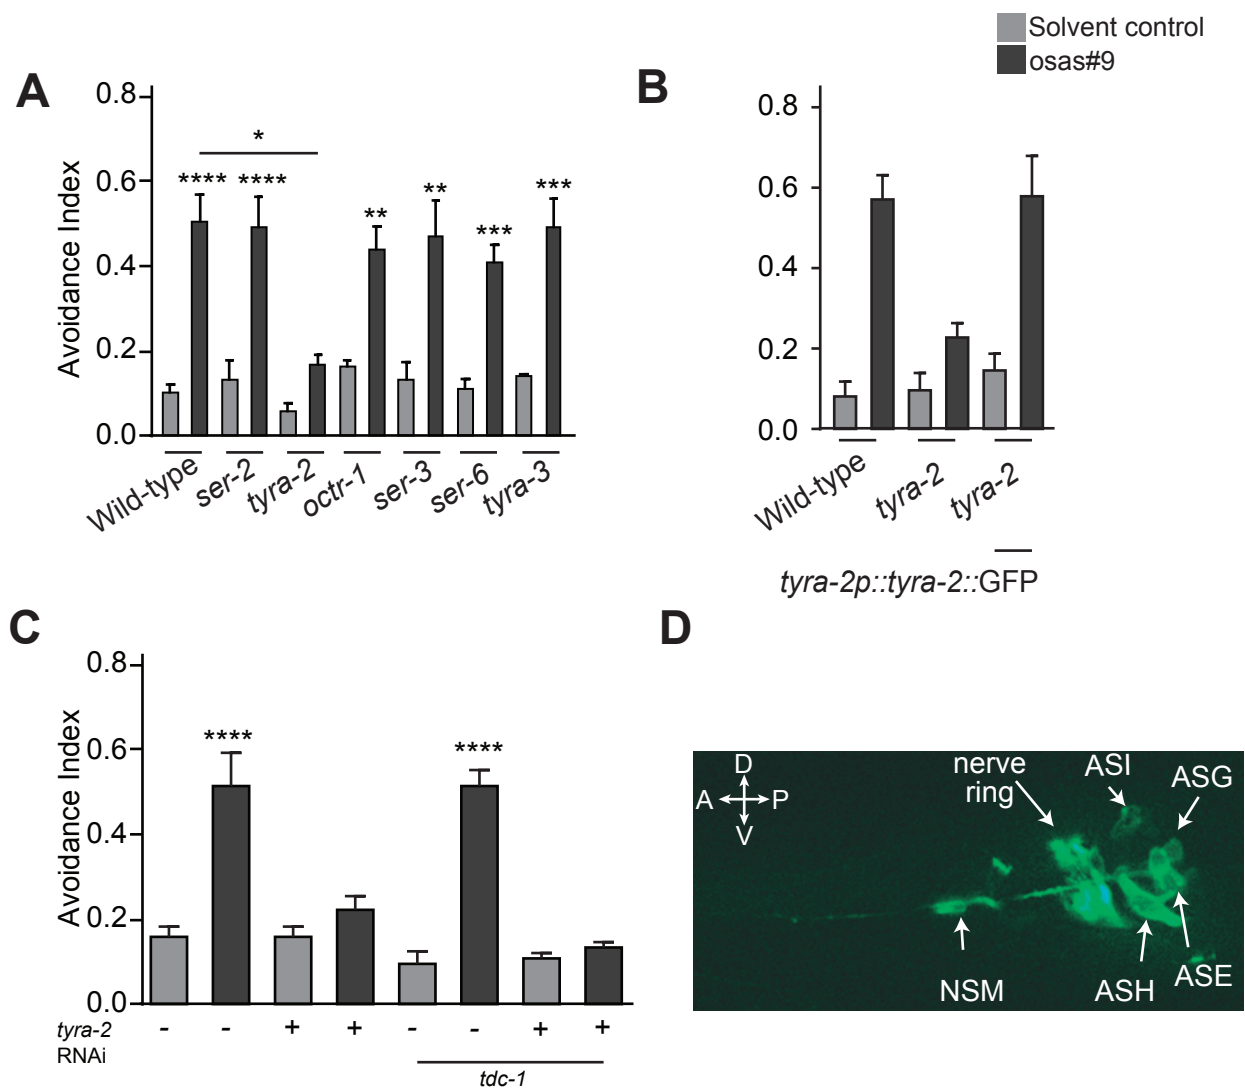 Solvent control
osas#9
A
Avoidance Index
0.8
0.6
0.4
0.2
0.0
*
**** **** ** ** *** ***
Wild-type ser-2 tyra-2 octr-1 ser-3 ser-6 tyra-3
B
0.8
0.6
0.4
0.2
0.0
Wild-type tyra-2 tyra-2
tyra-2p::tyra-2::GFP
C
Avoidance Index
0.8
0.6
0.4
0.2
0.0
**** ****
tyra-2 - - + + - - + +
RNAi
tdc-1
D
D
A P
V
nerve
ring
ASI
ASG
NSM
ASH
ASE